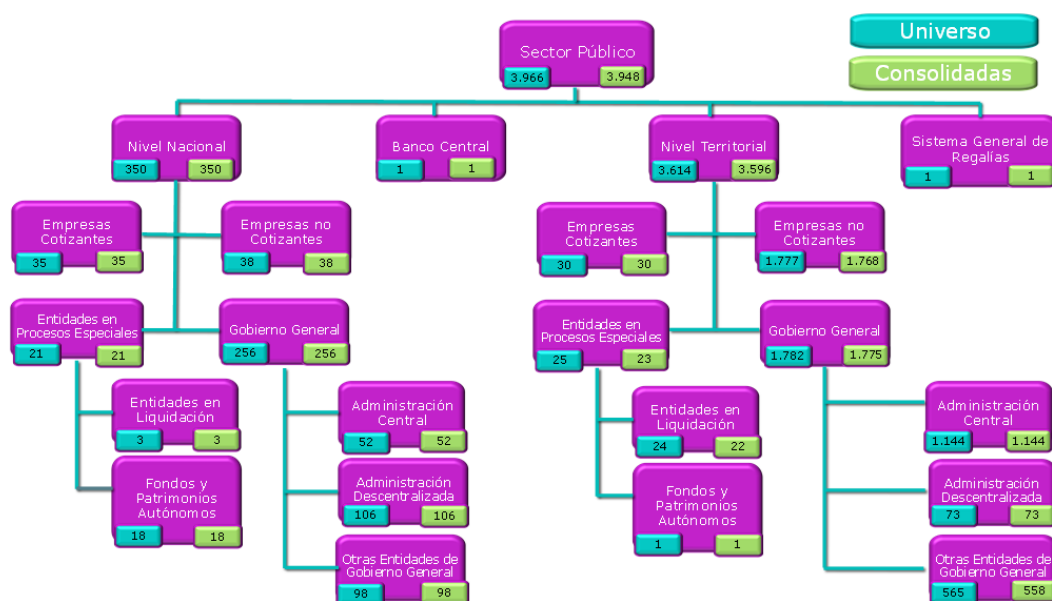 Universo
Sector Público
3.966 3.948
Consolidadas
Nivel Nacional
350 350
Banco Central
1 1
Nivel Territorial
3.614 3.596
Sistema General de
Regalías
1 1
Empresas
Cotizantes
35 35
Empresas no
Cotizantes
38 38
Empresas
Cotizantes
30 30
Empresas no
Cotizantes
1.777 1.768
Entidades en
Procesos Especiales
21 21
Gobierno General
256 256
Entidades en
Procesos Especiales
25 23
Gobierno General
1.782 1.775
Entidades en
Liquidación
3 3
Administración
Central
52 52
Entidades en
Liquidación
24 22
Administración
Central
1.144 1.144
Fondos y
Patrimonios
Autónomos
18 18
Administración
Descentralizada
106 106
Fondos y
Patrimonios
Autónomos
1 1
Administración
Descentralizada
73 73
Otras Entidades de
Gobierno General
98 98
Otras Entidades de
Gobierno General
565 558